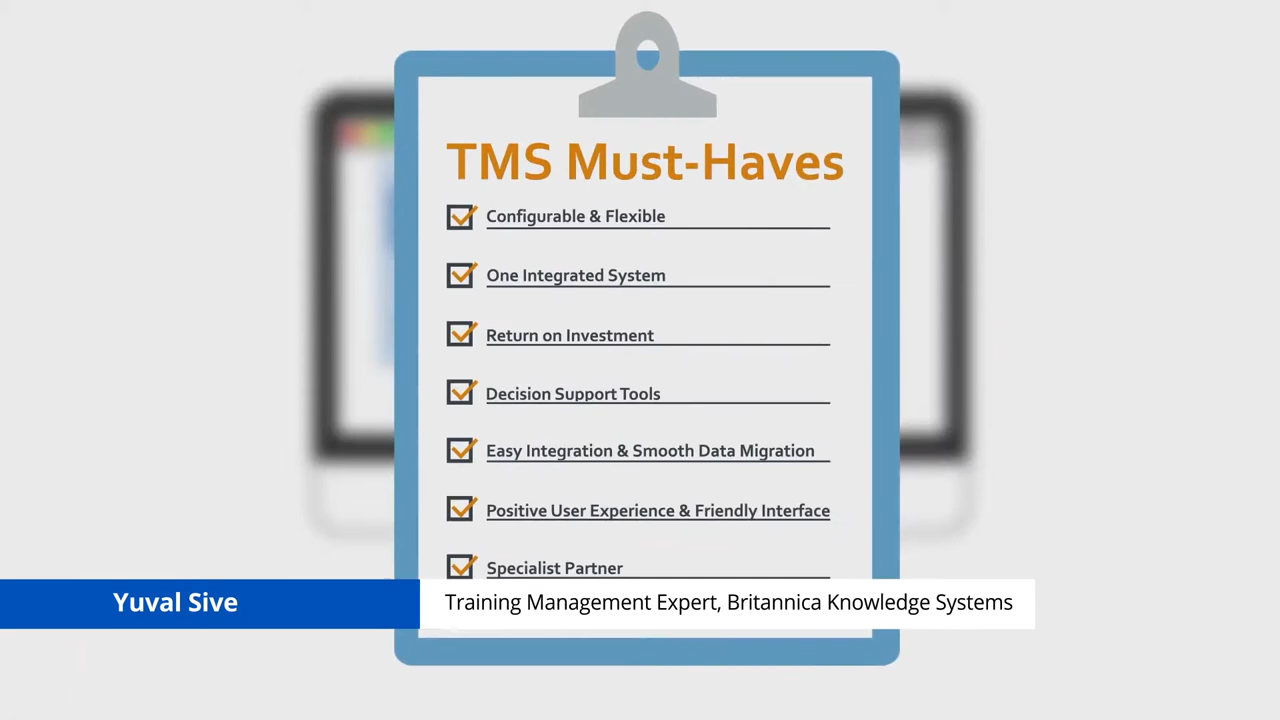 TMS Must-Haves
Configurable & Flexible
One Integrated System
Return on Investment
Decision Support Tools
Easy Integration & Smooth Data Migration
Positive User Experience & Friendly Interface
Specialist Partner
Yuval Sive
Training Management Expert, Britannica Knowledge Systems